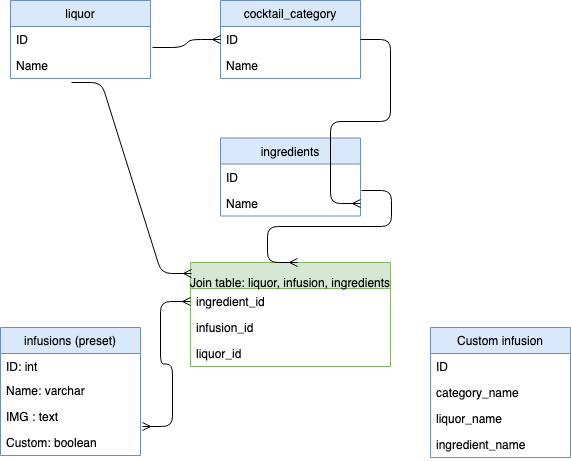 liquor
ID
Name
cocktail_category
ID
Name
ingredients
ID
Name
Join table: liquor, infusion, ingredients
ingredient_id
infusion_id
liquor_id
infusions (preset)
ID: int
Name: varchar
IMG : text
Custom: boolean
Custom infusion
ID
category_name
liquor_name
ingredient_name